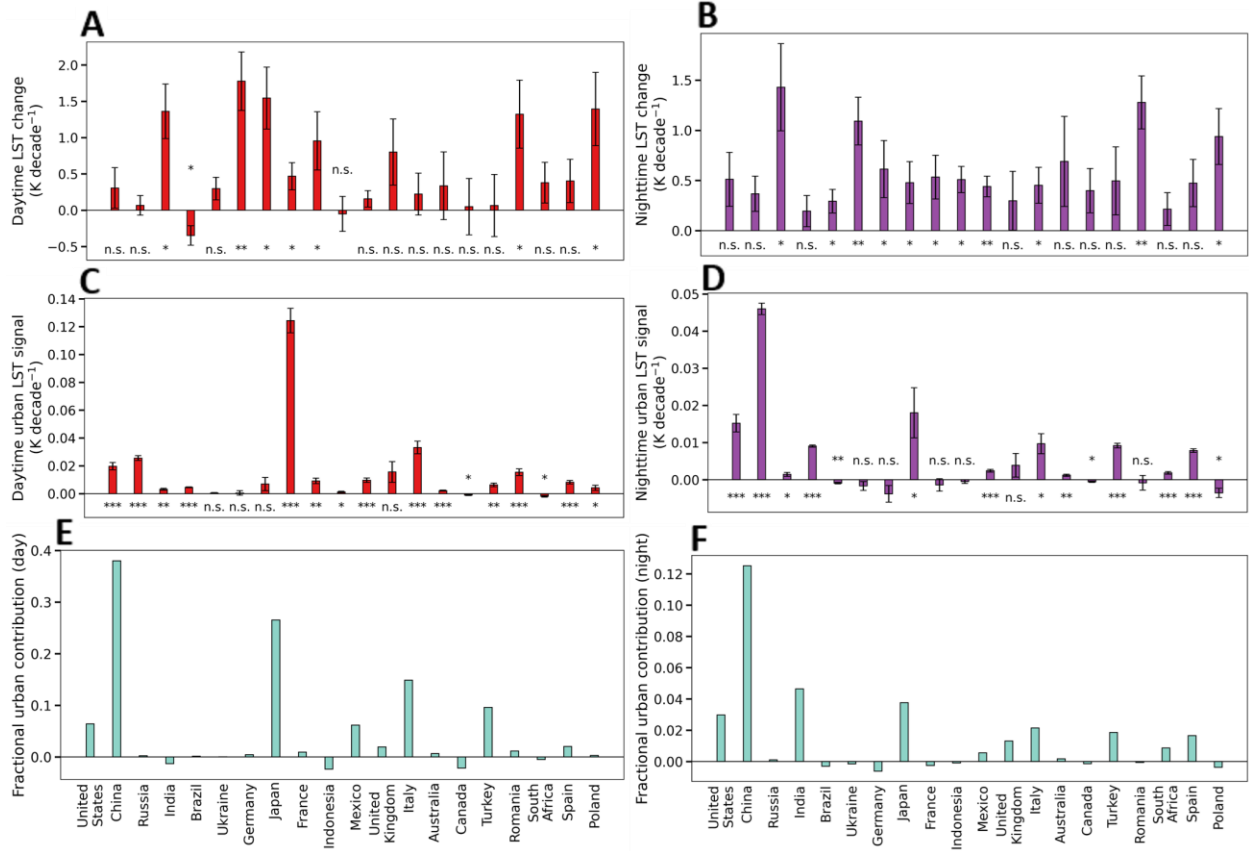 A
Daytime LST change
(K decade⁻¹)
2.0
1.5
1.0
0.5
0.0
−0.5
*
n.s.
n.s. n.s. * n.s. ** * * * n.s. n.s. n.s. n.s. n.s. n.s. * n.s. n.s. *
B
Nighttime LST change
(K decade⁻¹)
1.5
1.0
0.5
0.0
n.s. n.s. * n.s. * ** * * * * ** n.s. * n.s. n.s. n.s. ** n.s. n.s. *
C
Daytime urban LST signal
(K decade⁻¹)
0.14
0.12
0.10
0.08
0.06
0.04
0.02
0.00
* *
*** *** ** *** n.s. n.s. n.s. *** ** * *** n.s. *** *** ** *** *** *
D
Nighttime urban LST signal
(K decade⁻¹)
0.05
0.04
0.03
0.02
0.01
0.00
** n.s. n.s. n.s. n.s. * n.s. *
*** *** * *** * *** n.s. * ** *** *** ***
E
Fractional urban contribution (day)
0.4
0.3
0.2
0.1
0.0
United
States
China
Russia
India
Brazil
Ukraine
Germany
Japan
France
Indonesia
Mexico
United
Kingdom
Italy
Australia
Canada
Turkey
Romania
South
Africa
Spain
Poland
F
Fractional urban contribution (night)
0.12
0.10
0.08
0.06
0.04
0.02
0.00
United
States
China
Russia
India
Brazil
Ukraine
Germany
Japan
France
Indonesia
Mexico
United
Kingdom
Italy
Australia
Canada
Turkey
Romania
South
Africa
Spain
Poland